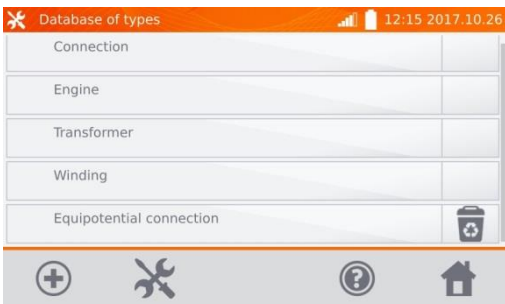 Database of types 12:15 2017.10.26
Connection
Engine
Transformer
Winding
Equipotential connection